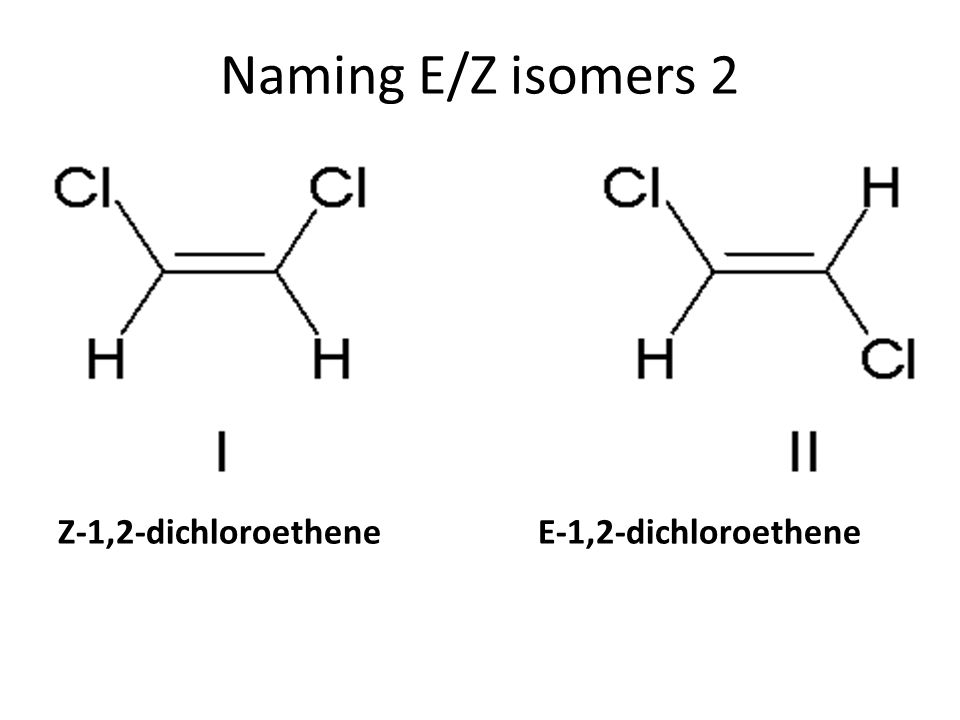 Naming E/Z isomers 2
Cl Cl Cl H
H H H Cl
I II
Z-1,2-dichloroethene E-1,2-dichloroethene